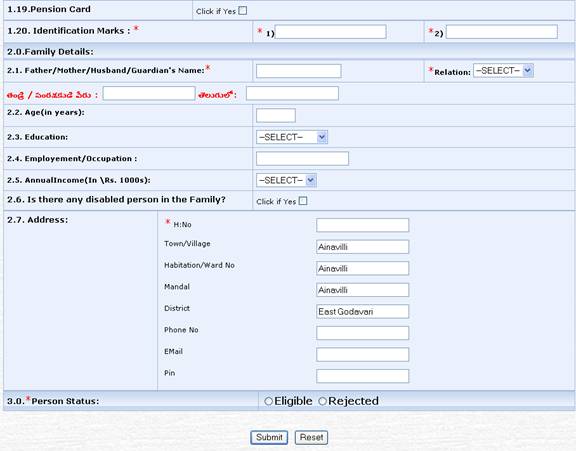 1.19.Pension Card Click if Yes
1.20. Identification Marks : * * 1) *2)
2.0.Family Details:
2.1. Father/Mother/Husband/Guardian's Name:* *Relation: --SELECT--
తండ్రి / సంరక్షకుడి పేరు : తెలుగులో:
2.2. Age(in years):
2.3. Education: --SELECT--
2.4. Employement/Occupation :
2.5. AnnualIncome(In \Rs. 1000s): --SELECT--
2.6. Is there any disabled person in the Family? Click if Yes
2.7. Address: * H:No
Town/Village Ainavilli
Habitation/Ward No Ainavilli
Mandal Ainavilli
District East Godavari
Phone No
EMail
Pin
3.0.*Person Status: Eligible Rejected
Submit Reset